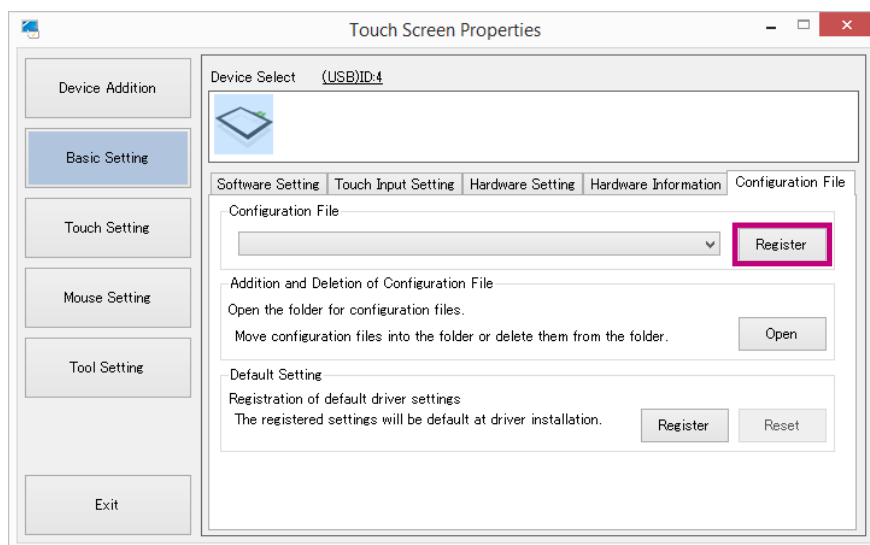 Touch Screen Properties
Device Addition
Basic Setting
Touch Setting
Mouse Setting
Tool Setting
Exit
Device Select (USB)ID:4
Software Setting Touch Input Setting Hardware Setting Hardware Information Configuration File
Configuration File
Register
Addition and Deletion of Configuration File
Open the folder for configuration files.
Move configuration files into the folder or delete them from the folder.
Open
Default Setting
Registration of default driver settings
The registered settings will be default at driver installation.
Register
Reset